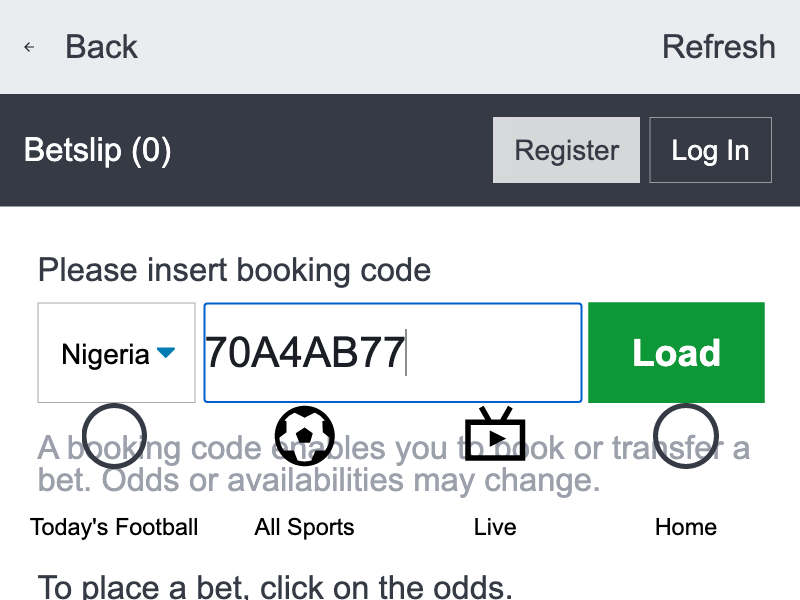 Back
Refresh
Betslip (0)
Register
Log In
Please insert booking code
Nigeria
70A4AB77
Load
A booking code enables you to book or transfer a
bet. Odds or availabilities may change.
Today's Football
All Sports
Live
Home
To place a bet, click on the odds.